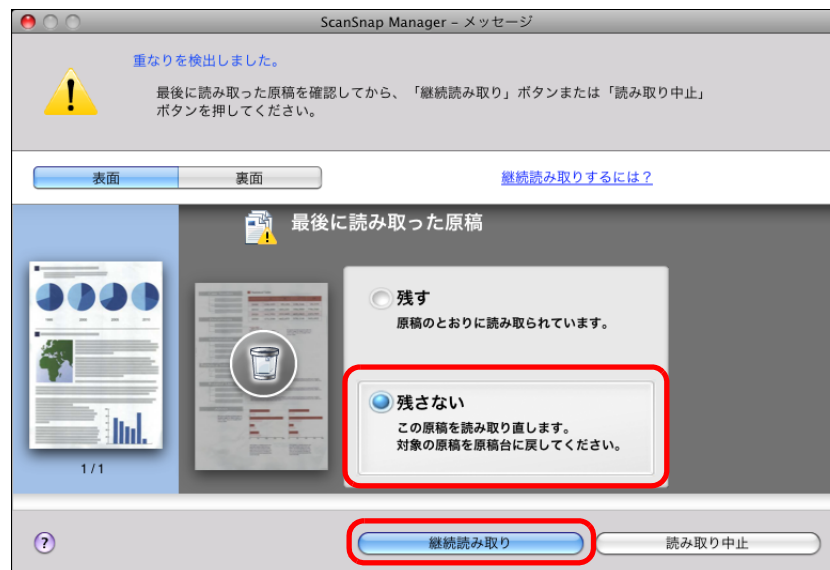 ScanSnap Manager – メッセージ
重なりを検出しました。
最後に読み取った原稿を確認してから、「継続読み取り」ボタンまたは「読み取り中止」
ボタンを押してください。
表面
裏面
継続読み取りするには？
最後に読み取った原稿
残す
原稿のとおりに読み取られています。
残さない
この原稿を読み取り直します。
対象の原稿を原稿台に戻してください。
1 / 1
?
継続読み取り
読み取り中止